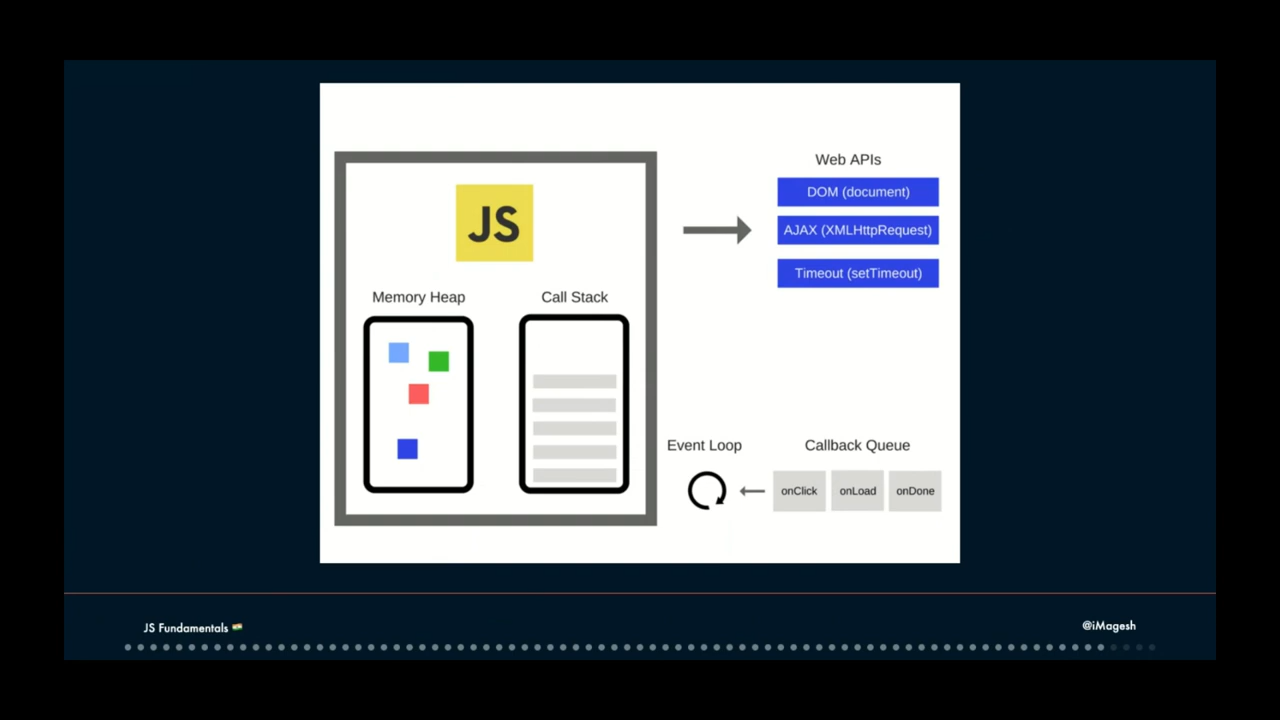 JS
Memory Heap
Call Stack
Web APIs
DOM (document)
AJAX (XMLHttpRequest)
Timeout (setTimeout)
Event Loop
Callback Queue
onClick
onLoad
onDone
JS Fundamentals 🇮🇳
@iMagesh